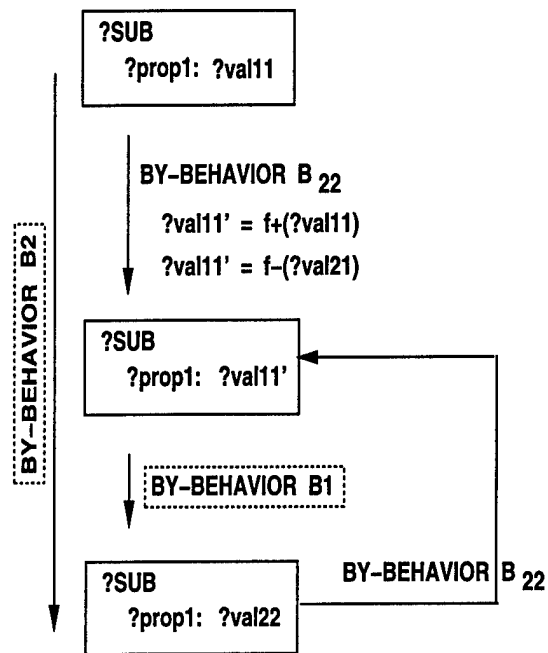 ?SUB
?prop1: ?val11
BY-BEHAVIOR B 22
?val11' = f+(?val11)
?val11' = f-(?val21)
BY-BEHAVIOR B2
?SUB
?prop1: ?val11'
BY-BEHAVIOR B1
?SUB
?prop1: ?val22
BY-BEHAVIOR B 22